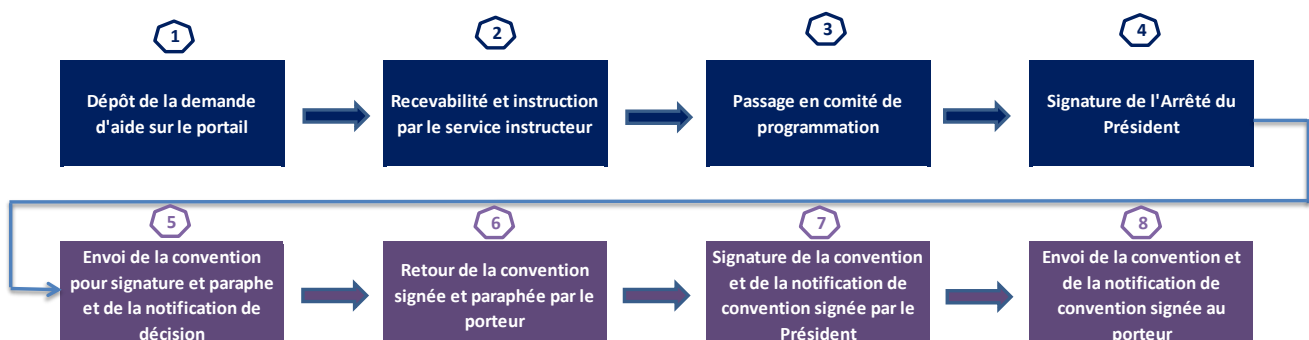 1
Dépôt de la demande
d'aide sur le portail
2
Recevabilité et instruction
par le service instructeur
3
Passage en comité de
programmation
4
Signature de l'Arrêté du
Président
5
Envoi de la convention
pour signature et paraphe
et de la notification de
décision
6
Retour de la convention
signée et paraphée par le
porteur
7
Signature de la convention
et de la notification de
convention signée par le
Président
8
Envoi de la convention et
de la notification de
convention signée au
porteur